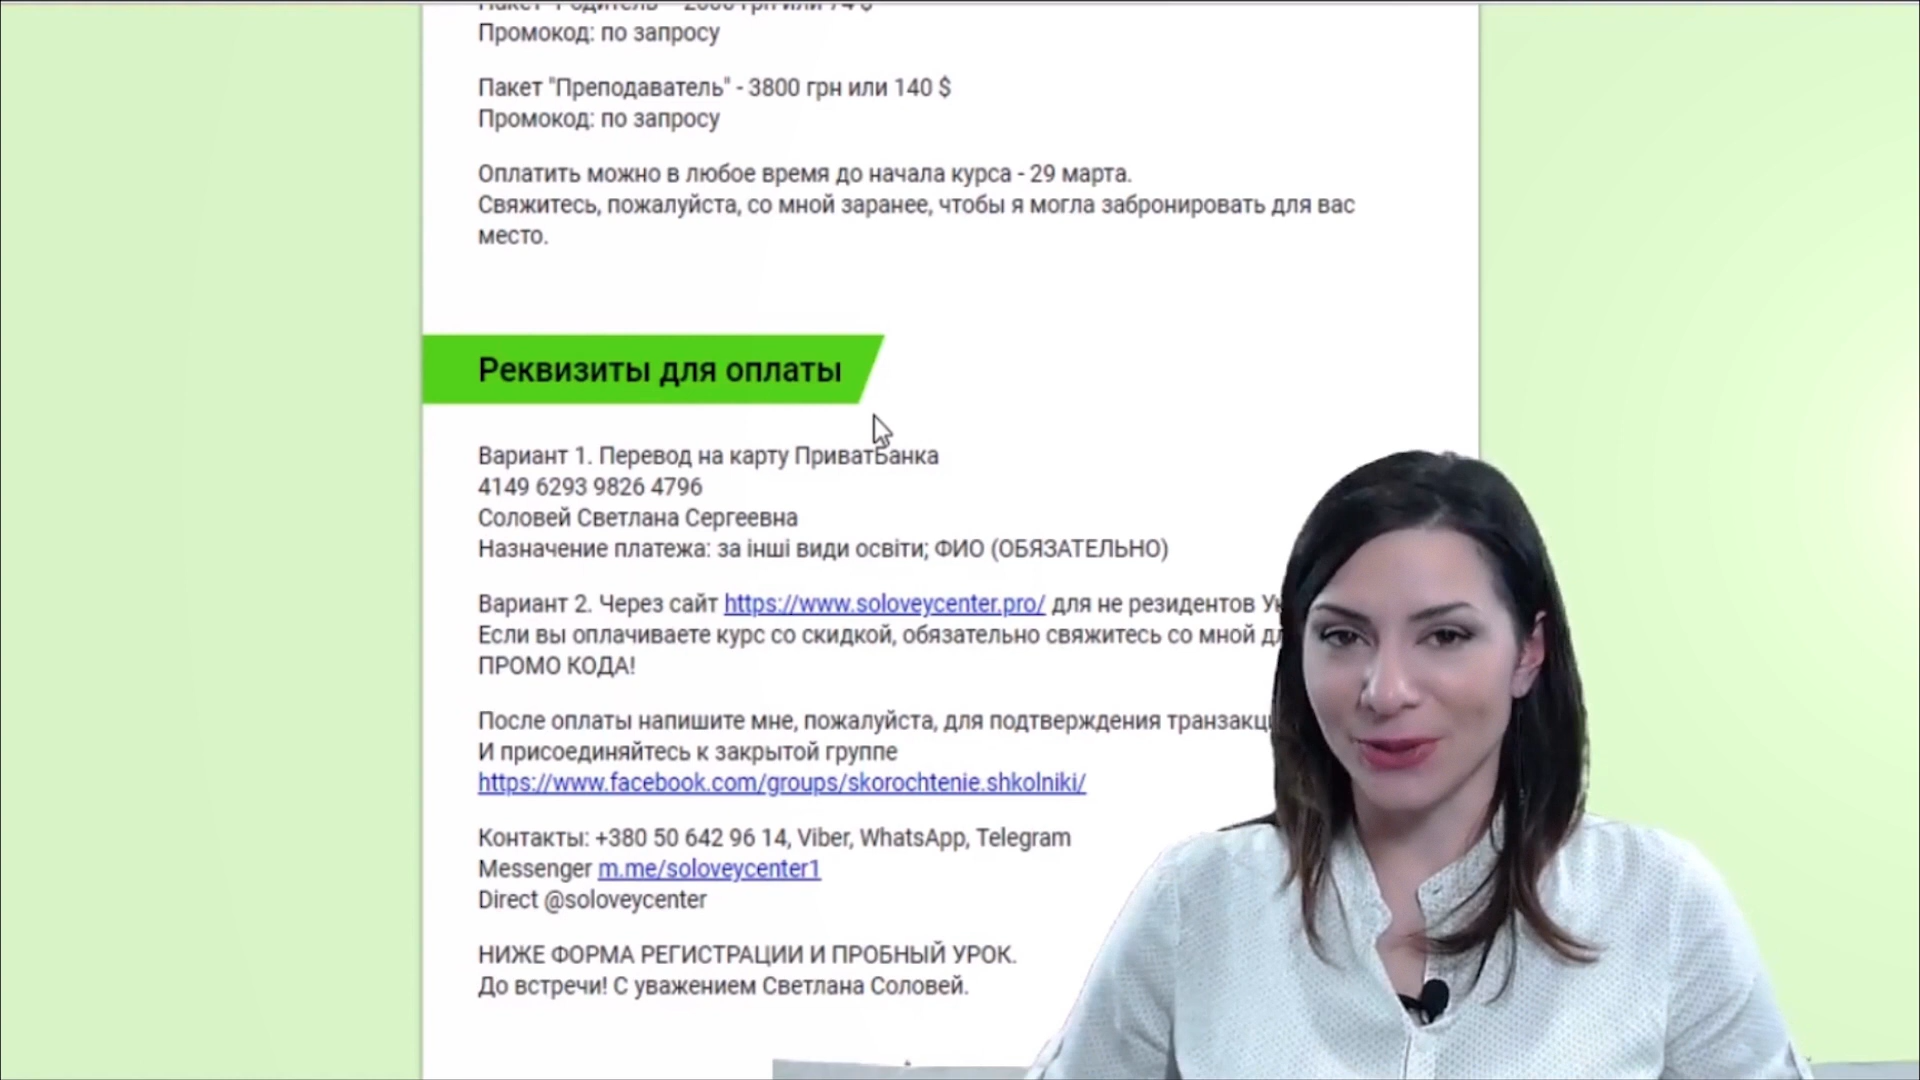 Пакет "Родитель" - 2000 грн или 74 $
Промокод: по запросу
Пакет "Преподаватель" - 3800 грн или 140 $
Промокод: по запросу
Оплатить можно в любое время до начала курса - 29 марта.
Свяжитесь, пожалуйста, со мной заранее, чтобы я могла забронировать для вас
место.
Реквизиты для оплаты
Вариант 1. Перевод на карту ПриватБанка
4149 6293 9826 4796
Соловей Светлана Сергеевна
Назначение платежа: за інші види освіти; ФИО (ОБЯЗАТЕЛЬНО)
Вариант 2. Через сайт https://www.soloveycenter.pro/ для не резидентов
Если вы оплачиваете курс со скидкой, обязательно свяжитесь со мной
ПРОМО КОДА!
После оплаты напишите мне, пожалуйста, для подтверждения
И присоединяйтесь к закрытой группе
https://www.facebook.com/groups/skorochtenie.shkolniki/
Контакты: +380 50 642 96 14, Viber, WhatsApp, Telegram
Messenger m.me/soloveycenter1
Direct @soloveycenter
НИЖЕ ФОРМА РЕГИСТРАЦИИ И ПРОБНЫЙ УРОК.
До встречи! С уважением Светлана Соловей.